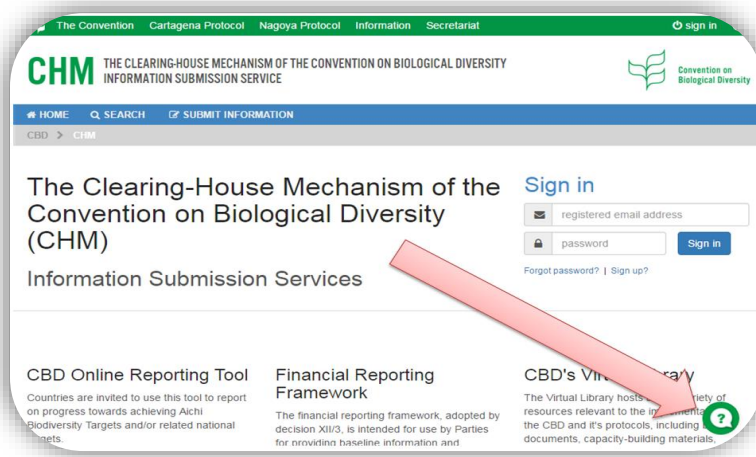 The Convention Cartagena Protocol Nagoya Protocol Information Secretariat sign in
CHM THE CLEARING-HOUSE MECHANISM OF THE CONVENTION ON BIOLOGICAL DIVERSITY
INFORMATION SUBMISSION SERVICE
Convention on
Biological Diversity
HOME SEARCH SUBMIT INFORMATION
CBD > CHM
The Clearing-House Mechanism of the
Convention on Biological Diversity
(CHM)
Information Submission Services
Sign in
registered email address
password Sign in
Forgot password? | Sign up?
CBD Online Reporting Tool
Countries are invited to use this tool to report
on progress towards achieving Aichi
Biodiversity Targets and/or related national
Financial Reporting
Framework
The financial reporting framework, adopted by
decision XII/3, is intended for use by Parties
for providing baseline information and
CBD's
The Virtual Library hosts variety of
resources relevant to the
the CBD and it's protocols, including
documents, capacity-building materials,
?